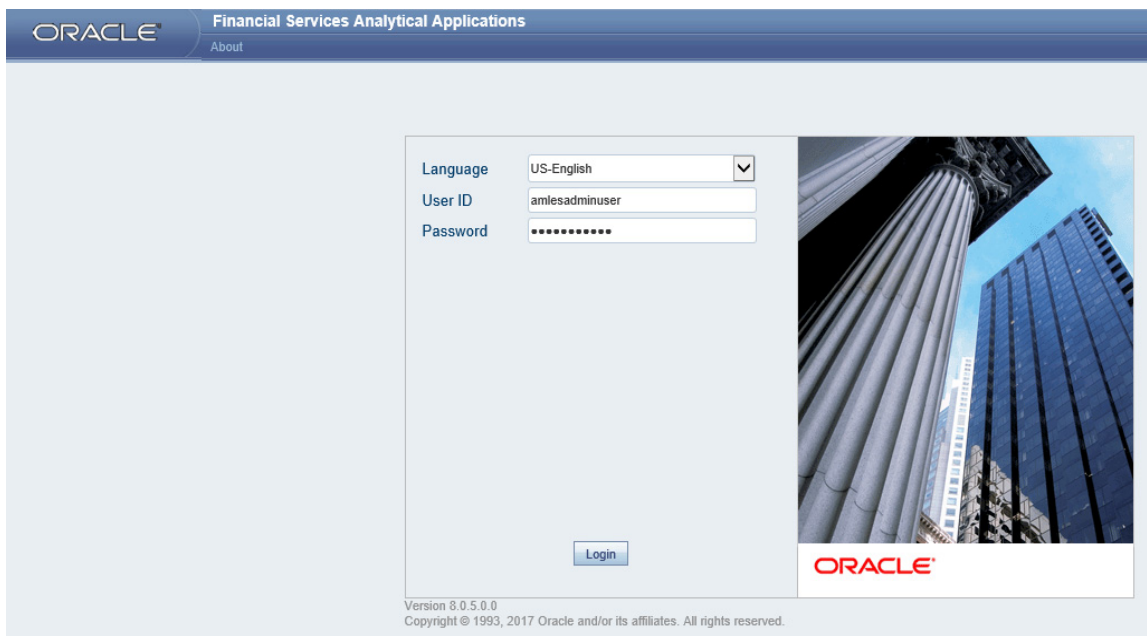 ORACLE®
Financial Services Analytical Applications
About
Language US-English
User ID amlesadminuser
Password •••••••••••
Login
ORACLE®
Version 8.0.5.0.0
Copyright © 1993, 2017 Oracle and/or its affiliates. All rights reserved.